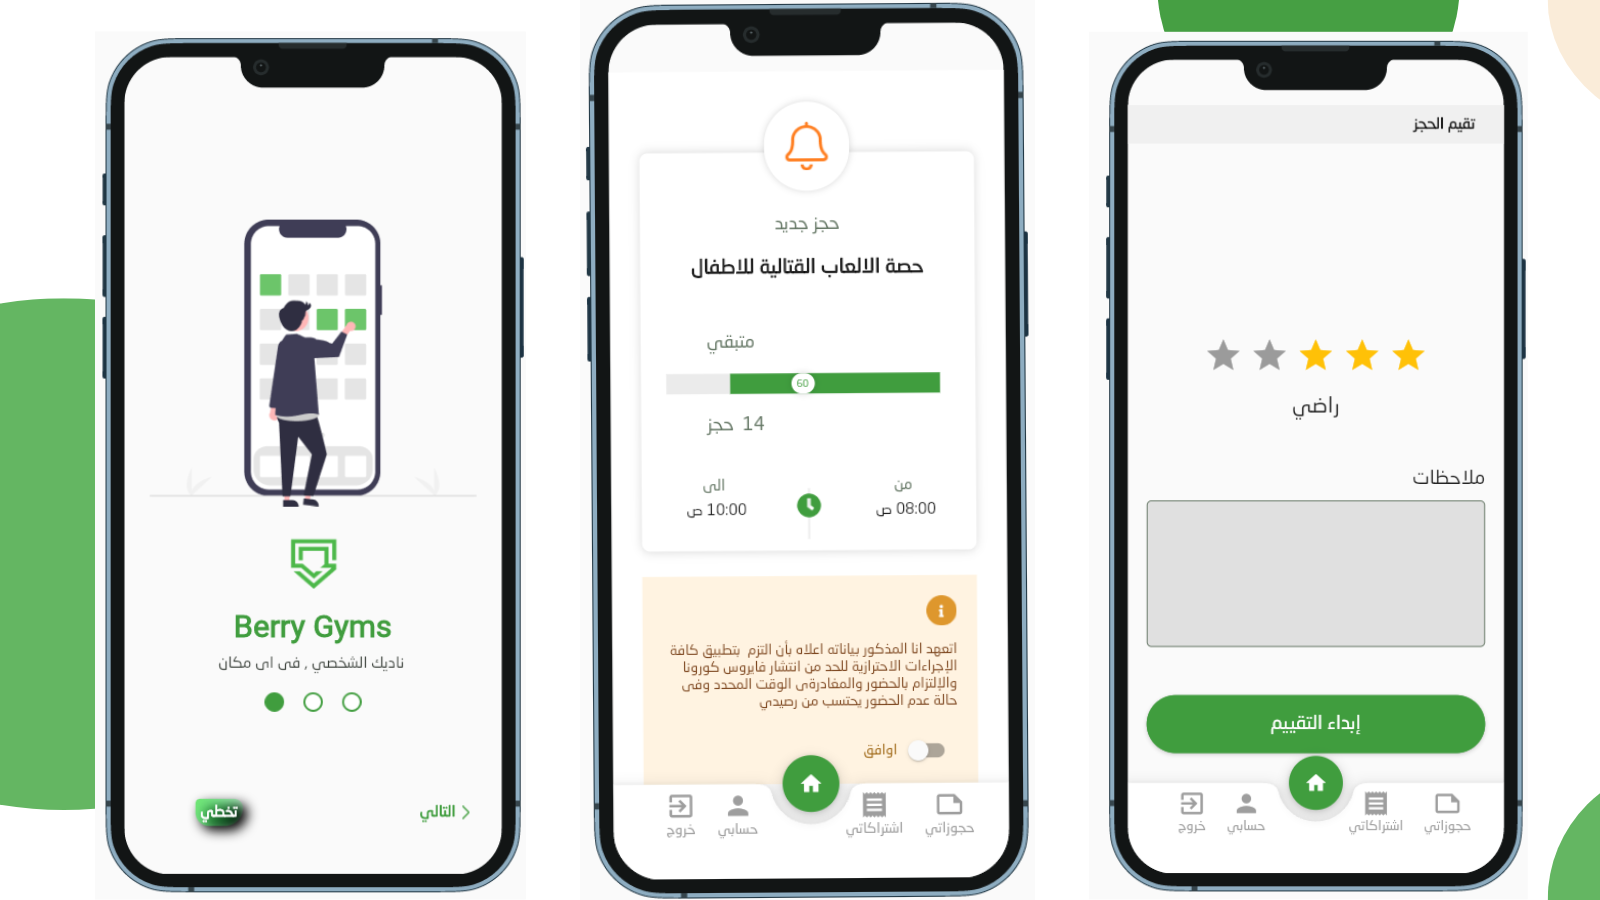 Berry Gyms
ناديك الشخصي , فى اى مكان
التالي
تخطي
حجز جديد
حصة الالعاب القتالية للاطفال
متبقي
60
14 حجز
من
الى
08:00 ص
10:00 ص
اتعهد انا المذكور بياناته اعلاه بأن التزم بتطبيق كافة
الإجراءات الاحترازية للحد من انتشار فايروس كورونا
والإلتزام بالحضور والمغادرةى الوقت المحدد وفى
حالة عدم الحضور يحتسب من رصيدي
اوافق
حجوزاتي
اشتراكاتي
حسابي
خروج
تقيم الحجز
راضي
ملاحظات
إبداء التقييم
حجوزاتي
اشتراكاتي
حسابي
خروج